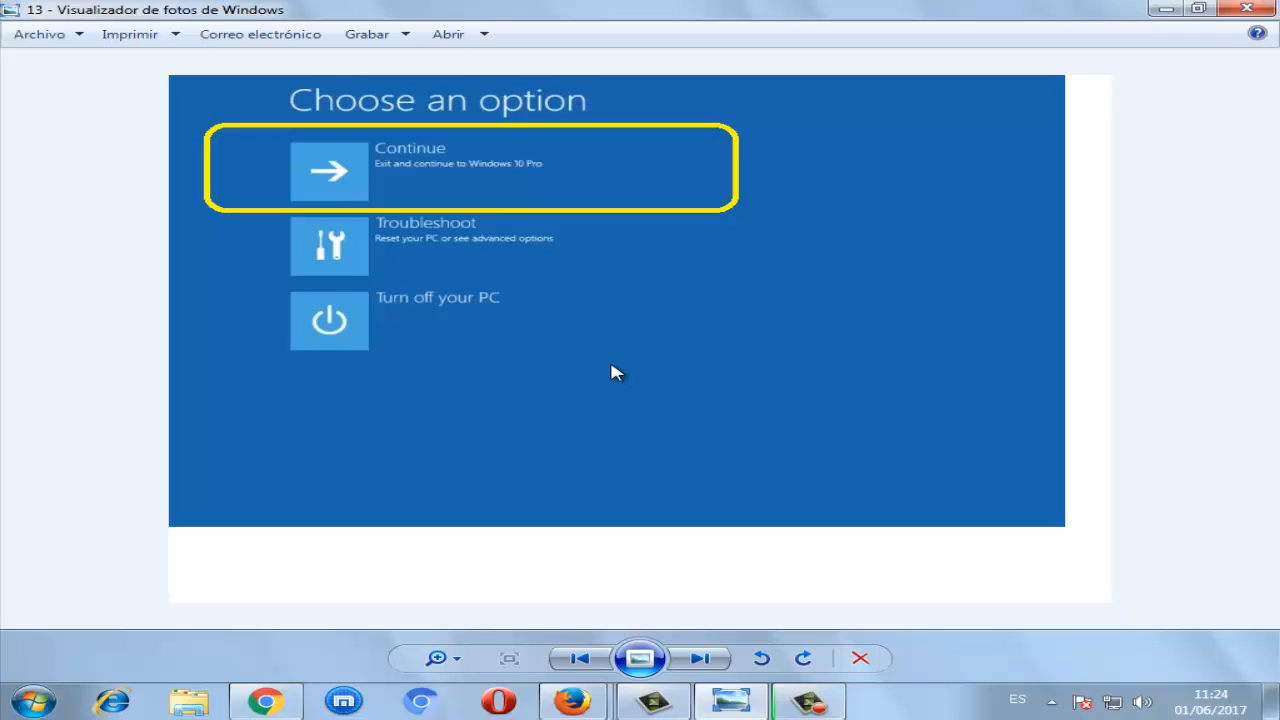 13 - Visualizador de fotos de Windows
Archivo Imprimir Correo electrónico Grabar Abrir
Choose an option
Continue
Exit and continue to Windows 10 Pro
Troubleshoot
Reset your PC or see advanced options
Turn off your PC
ES
11:24
01/06/2017